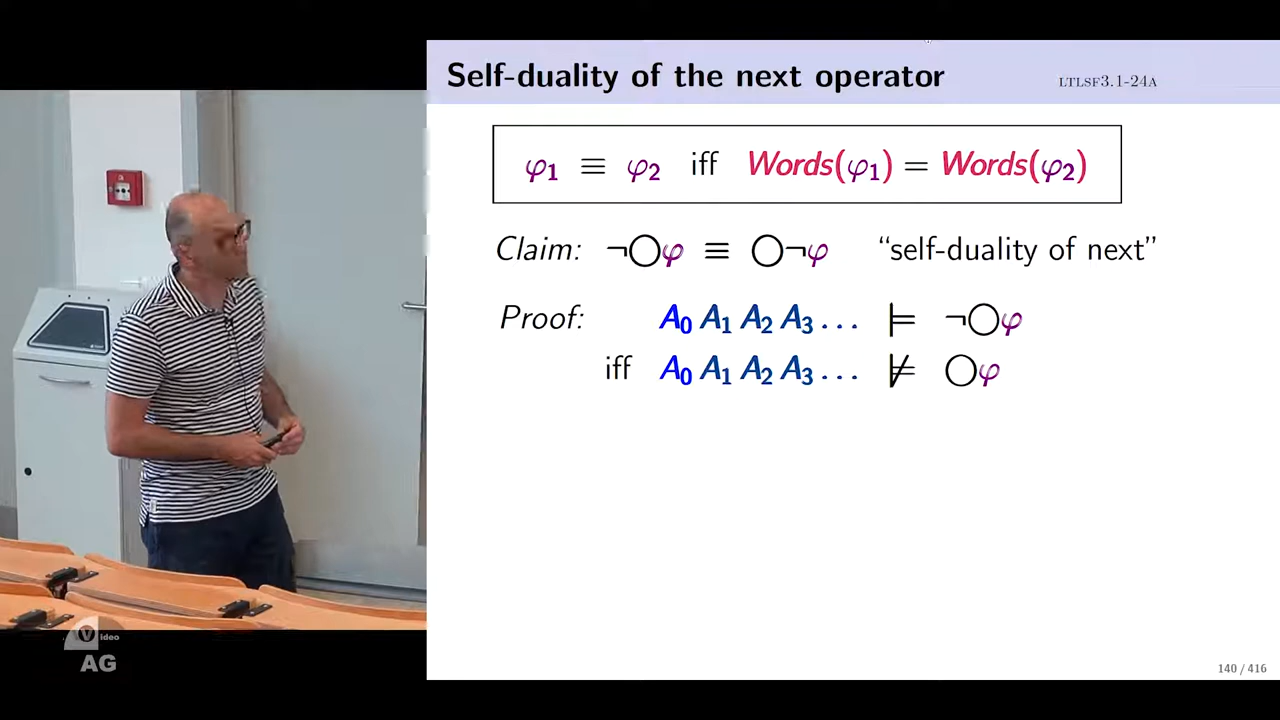 Self-duality of the next operator LTLSF3.1-24A
φ1 ≡ φ2 iff Words(φ1) = Words(φ2)
Claim: ¬○φ ≡ ○¬φ “self-duality of next”
Proof: A0 A1 A2 A3 ... ⊨ ¬○φ
iff A0 A1 A2 A3 ... ⊭ ○φ
Video
AG
140 / 416